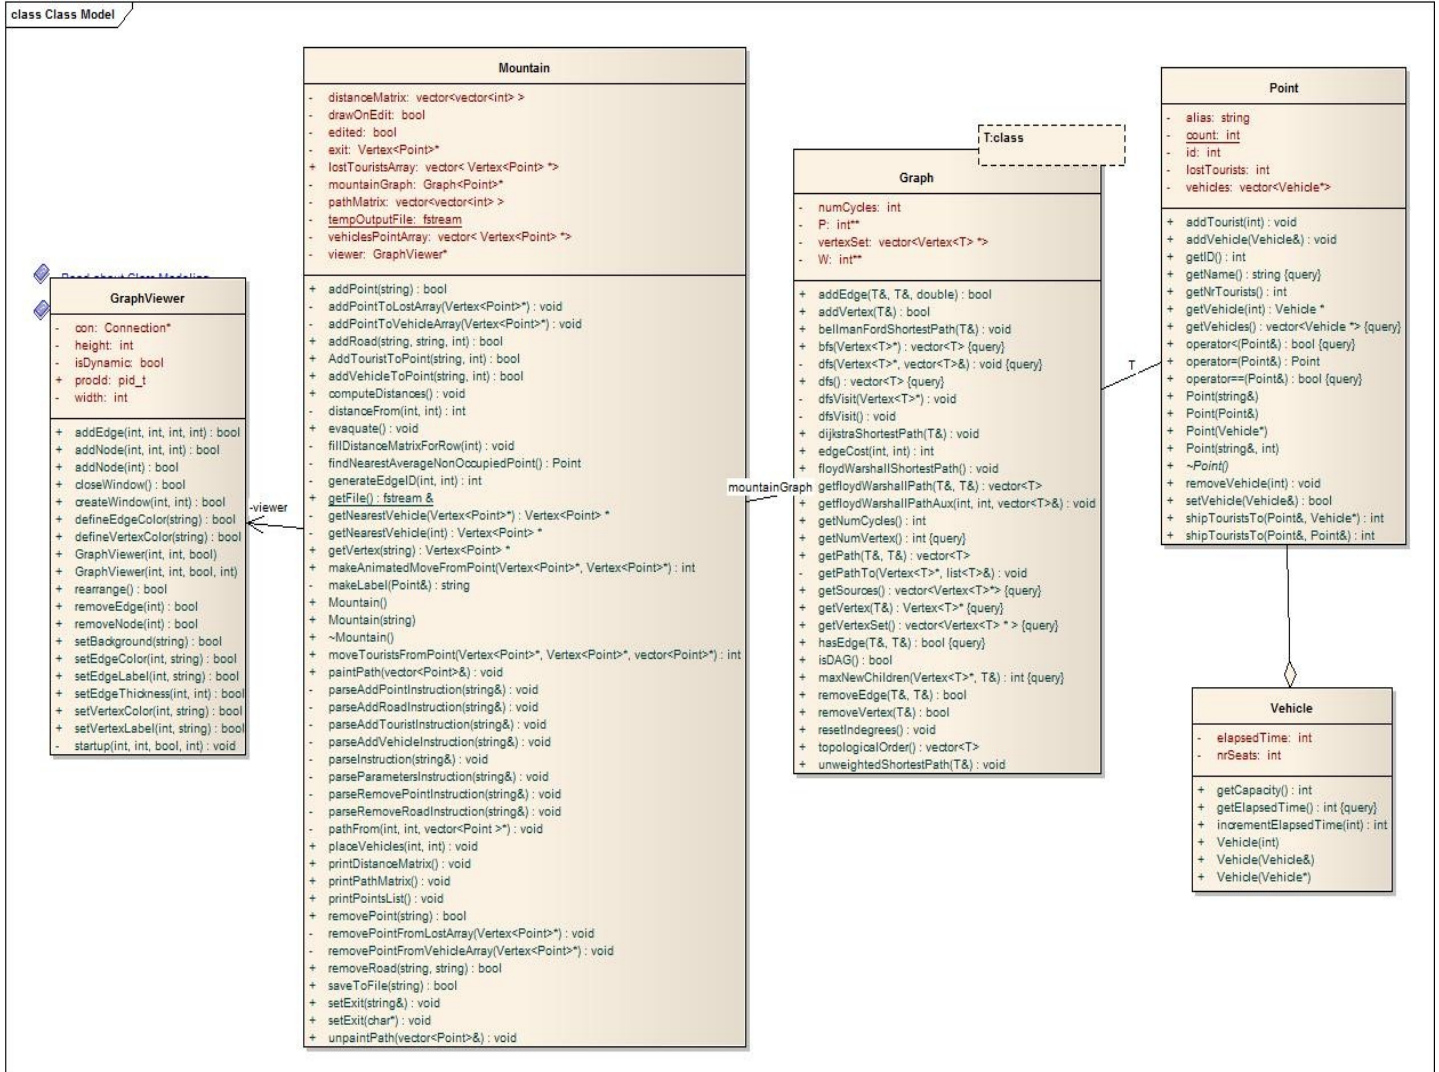 class Class Model
Mountain
- distanceMatrix: vector<vector<int> >
- drawOnEdit: bool
- edited: bool
- exit: Vertex<Point>*
+ lostTouristsArray: vector< Vertex<Point> *>
- mountainGraph: Graph<Point>*
- pathMatrix: vector<vector<int> >
- tempOutputFile: fstream
- vehiclesPointArray: vector< Vertex<Point> *>
- viewer: GraphViewer*
+ addPoint(string) : bool
- addPointToLostArray(Vertex<Point>*) : void
- addPointToVehicleArray(Vertex<Point>*) : void
+ addRoad(string, string, int) : bool
+ AddTouristToPoint(string, int) : bool
+ addVehicleToPoint(string, int) : bool
+ computeDistances() : void
- distanceFrom(int, int) : int
+ evaquate() : void
- fillDistanceMatrixForRow(int) : void
- findNearestAverageNonOccupiedPoint() : Point
- generateEdgeID(int, int) : int
+ getFile() : fstream &
- getNearestVehicle(Vertex<Point>*) : Vertex<Point> *
- getNearestVehicle(int) : Vertex<Point> *
+ getVertex(string) : Vertex<Point> *
+ makeAnimatedMoveFromPoint(Vertex<Point>*, Vertex<Point>*) : int
- makeLabel(Point&) : string
+ Mountain()
+ Mountain(string)
+ ~Mountain()
+ moveTouristsFromPoint(Vertex<Point>*, Vertex<Point>*, vector<Point>*) : int
+ paintPath(vector<Point>&) : void
- parseAddPointInstruction(string&) : void
- parseAddRoadInstruction(string&) : void
- parseAddTouristInstruction(string&) : void
- parseAddVehicleInstruction(string&) : void
- parseInstruction(string&) : void
- parseParametersInstruction(string&) : void
- parseRemovePointInstruction(string&) : void
- parseRemoveRoadInstruction(string&) : void
- pathFrom(int, int, vector<Point >*) : void
+ placeVehicles(int, int) : void
+ printDistanceMatrix() : void
+ printPathMatrix() : void
+ printPointsList() : void
+ removePoint(string) : bool
- removePointFromLostArray(Vertex<Point>*) : void
- removePointFromVehicleArray(Vertex<Point>*) : void
+ removeRoad(string, string) : bool
+ saveToFile(string) : bool
+ setExit(string&) : void
+ setExit(char*) : void
+ unpaintPath(vector<Point>&) : void
GraphViewer
- con: Connection*
- height: int
- isDynamic: bool
+ procId: pid_t
- width: int
+ addEdge(int, int, int, int) : bool
+ addNode(int, int, int) : bool
+ addNode(int) : bool
+ closeWindow() : bool
+ createWindow(int, int) : bool
+ defineEdgeColor(string) : bool
+ defineVertexColor(string) : bool
+ GraphViewer(int, int, bool)
+ GraphViewer(int, int, bool, int)
+ rearrange() : bool
+ removeEdge(int) : bool
+ removeNode(int) : bool
+ setBackground(string) : bool
+ setEdgeColor(int, string) : bool
+ setEdgeLabel(int, string) : bool
+ setEdgeThickness(int, int) : bool
+ setVertexColor(int, string) : bool
+ setVertexLabel(int, string) : bool
- startup(int, int, bool, int) : void
-viewer
mountainGraph
T:class
Graph
- numCycles: int
- P: int**
- vertexSet: vector<Vertex<T> *>
- W: int**
+ addEdge(T&, T&, double) : bool
+ addVertex(T&) : bool
+ bellmanFordShortestPath(T&) : void
+ bfs(Vertex<T>*) : vector<T> {query}
- dfs(Vertex<T>*, vector<T>&) : void {query}
+ dfs() : vector<T> {query}
- dfsVisit(Vertex<T>*) : void
- dfsVisit() : void
+ dijkstraShortestPath(T&) : void
+ edgeCost(int, int) : int
+ floydWarshallShortestPath() : void
+ getfloydWarshallPath(T&, T&) : vector<T>
+ getfloydWarshallPathAux(int, int, vector<T>&) : void
+ getNumCycles() : int
+ getNumVertex() : int {query}
+ getPath(T&, T&) : vector<T>
- getPathTo(Vertex<T>*, list<T>&) : void
+ getSources() : vector<Vertex<T>*> {query}
+ getVertex(T&) : Vertex<T>* {query}
+ getVertexSet() : vector<Vertex<T> * > {query}
+ hasEdge(T&, T&) : bool {query}
+ isDAG() : bool
+ maxNewChildren(Vertex<T>*, T&) : int {query}
+ removeEdge(T&, T&) : bool
+ removeVertex(T&) : bool
+ resetIndegrees() : void
+ topologicalOrder() : vector<T>
+ unweightedShortestPath(T&) : void
T
Point
- alias: string
- count: int
- id: int
- lostTourists: int
- vehicles: vector<Vehicle*>
+ addTourist(int) : void
+ addVehicle(Vehicle&) : void
+ getID() : int
+ getName() : string {query}
+ getNrTourists() : int
+ getVehicle(int) : Vehicle *
+ getVehicles() : vector<Vehicle *> {query}
+ operator<(Point&) : bool {query}
+ operator=(Point&) : Point
+ operator==(Point&) : bool {query}
+ Point(string&)
+ Point(Point&)
+ Point(Vehicle*)
+ Point(string&, int)
+ ~Point()
+ removeVehicle(int) : void
+ setVehicle(Vehicle&) : bool
+ shipTouristsTo(Point&, Vehicle*) : int
+ shipTouristsTo(Point&, Point&) : int
Vehicle
- elapsedTime: int
- nrSeats: int
+ getCapacity() : int
+ getElapsedTime() : int {query}
+ incrementElapsedTime(int) : int
+ Vehicle(int)
+ Vehicle(Vehicle&)
+ Vehicle(Vehicle*)